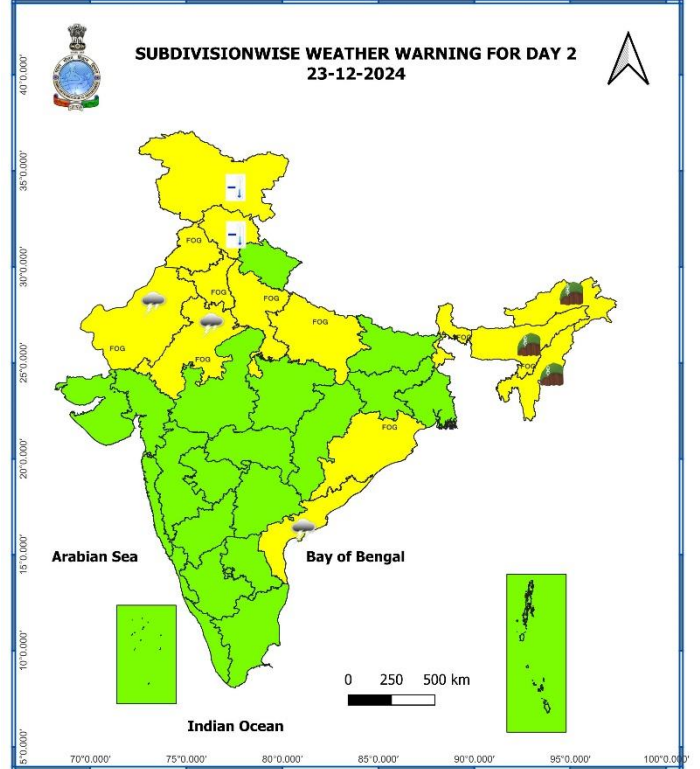 SUBDIVISIONWISE WEATHER WARNING FOR DAY 2
23-12-2024
40°0.000'
35°0.000'
30°0.000'
25°0.000'
20°0.000'
15°0.000'
10°0.000'
5°0.000'
FOG
FOG
FOG
FOG
FOG
FOG
FOG
FOG
FOG
Arabian Sea
Bay of Bengal
0 250 500 km
Indian Ocean
70°0.000' 75°0.000' 80°0.000' 85°0.000' 90°0.000' 95°0.000' 100°0.000'